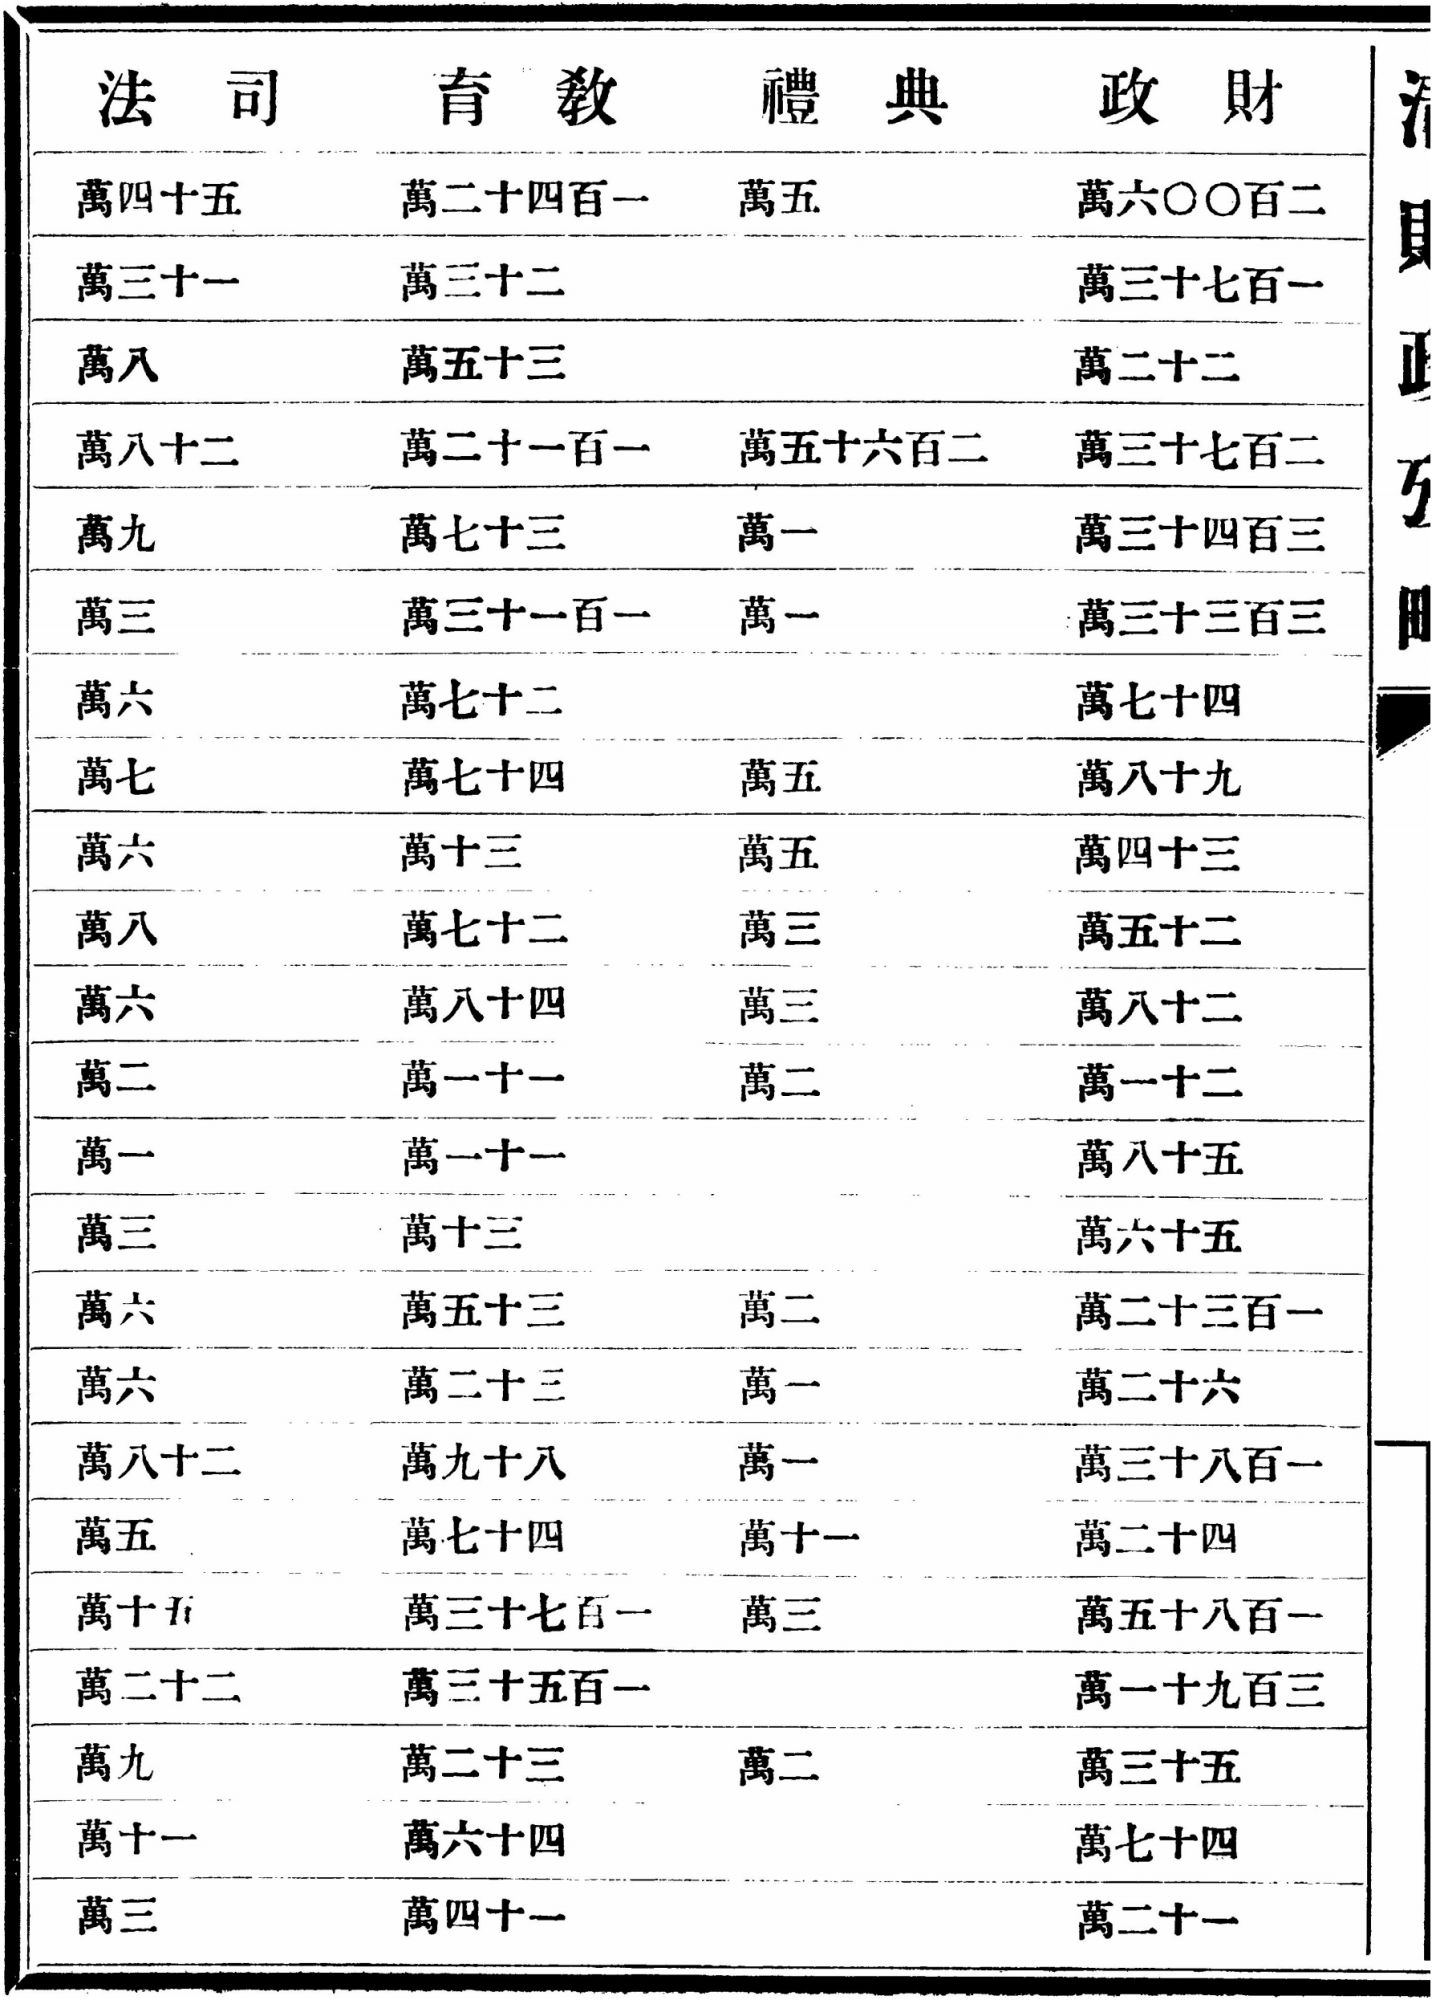 清財政攷略
財政 典禮 敎育 司法
二百〇〇六萬 五萬 一百四十二萬 五十四萬
一百七十三萬 二十三萬 一十三萬
二十二萬 三十五萬 八萬
二百七十三萬 二百六十五萬 一百一十二萬 二十八萬
三百四十三萬 一萬 三十七萬 九萬
三百三十三萬 一萬 一百一十三萬 三萬
四十七萬 二十七萬 六萬
九十八萬 五萬 四十七萬 七萬
三十四萬 五萬 三十萬 六萬
二十五萬 三萬 二十七萬 八萬
二十八萬 三萬 四十八萬 六萬
二十一萬 二萬 一十一萬 二萬
五十八萬 一十一萬 一萬
五十六萬 三十萬 三萬
一百三十二萬 二萬 三十五萬 六萬
六十二萬 一萬 三十二萬 六萬
一百八十三萬 一萬 八十九萬 二十八萬
四十二萬 一十萬 四十七萬 五萬
一百八十五萬 三萬 一百七十三萬 五十萬
三百九十一萬 一百五十三萬 二十二萬
五十三萬 二萬 三十二萬 九萬
四十七萬 四十六萬 一十萬
一十二萬 一十四萬 三萬